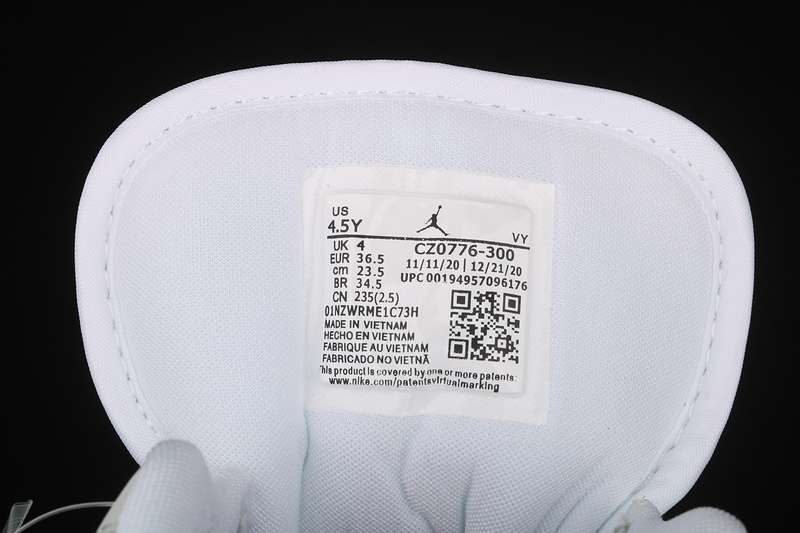 US
4.5Y
VY
UK 4
EUR 36.5
cm 23.5
BR 34.5
CN 235(2.5)
CZ0776-300
11/11/20 | 12/21/20
UPC 00194957096176
01NZWRME1C73H
MADE IN VIETNAM
HECHO EN VIETNAM
FABRIQUE AU VIETNAM
FABRICADO NO VIETNÃ
This product is covered by one or more patents:
www.nike.com/patentsvirtualmarking